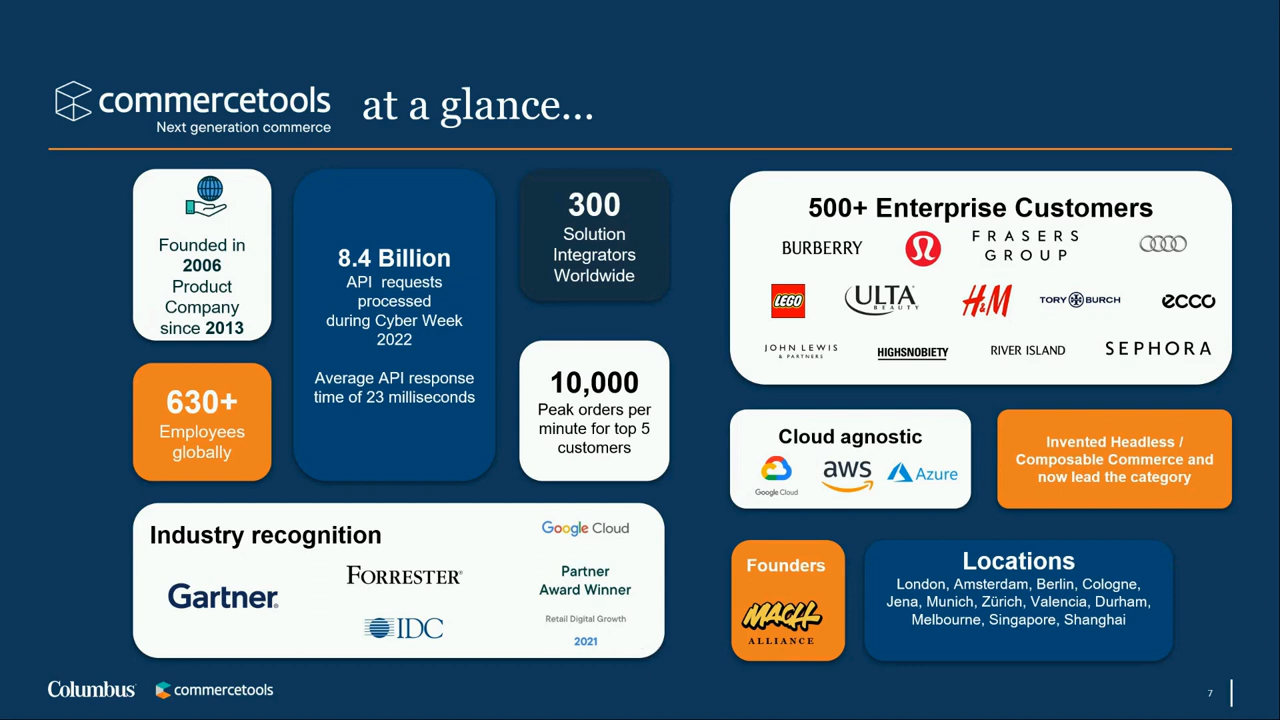 commercetools
Next generation commerce
at a glance...
Founded in
2006
Product
Company
since 2013
630+
Employees
globally
8.4 Billion
API requests
processed
during Cyber Week
2022
Average API response
time of 23 milliseconds
300
Solution
Integrators
Worldwide
10,000
Peak orders per
minute for top 5
customers
Industry recognition
Gartner®
FORRESTER®
IDC
Google Cloud
Partner
Award Winner
Retail Digital Growth
2021
500+ Enterprise Customers
BURBERRY
FRASERS
GROUP
LEGO
ULTA
BEAUTY
H&M
TORY BURCH
ecco
JOHN LEWIS
& PARTNERS
HIGHSNOBIETY
RIVER ISLAND
SEPHORA
Cloud agnostic
Google Cloud
aws
Azure
Invented Headless /
Composable Commerce and
now lead the category
Founders
MACH
ALLIANCE
Locations
London, Amsterdam, Berlin, Cologne,
Jena, Munich, Zürich, Valencia, Durham,
Melbourne, Singapore, Shanghai
Columbus
commercetools
7